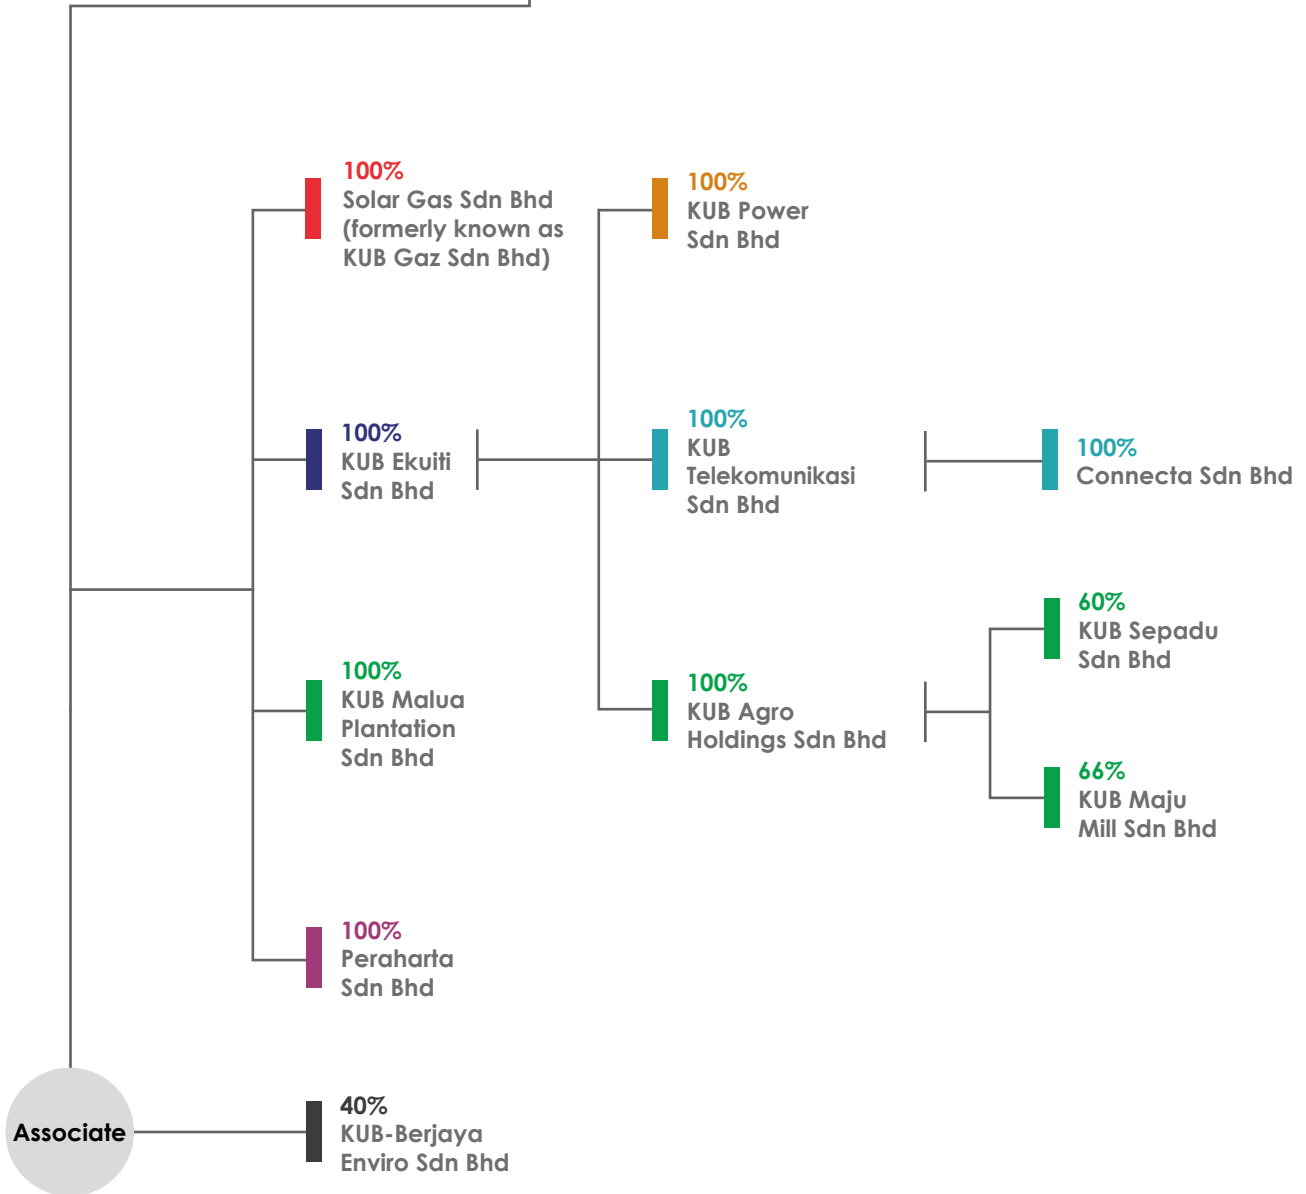 100%
Solar Gas Sdn Bhd
(formerly known as
KUB Gaz Sdn Bhd)
100%
KUB Power
Sdn Bhd
100%
KUB Ekuiti
Sdn Bhd
100%
KUB
Telekomunikasi
Sdn Bhd
100%
Connecta Sdn Bhd
100%
KUB Malua
Plantation
Sdn Bhd
100%
KUB Agro
Holdings Sdn Bhd
60%
KUB Sepadu
Sdn Bhd
66%
KUB Maju
Mill Sdn Bhd
100%
Peraharta
Sdn Bhd
Associate
40%
KUB-Berjaya
Enviro Sdn Bhd